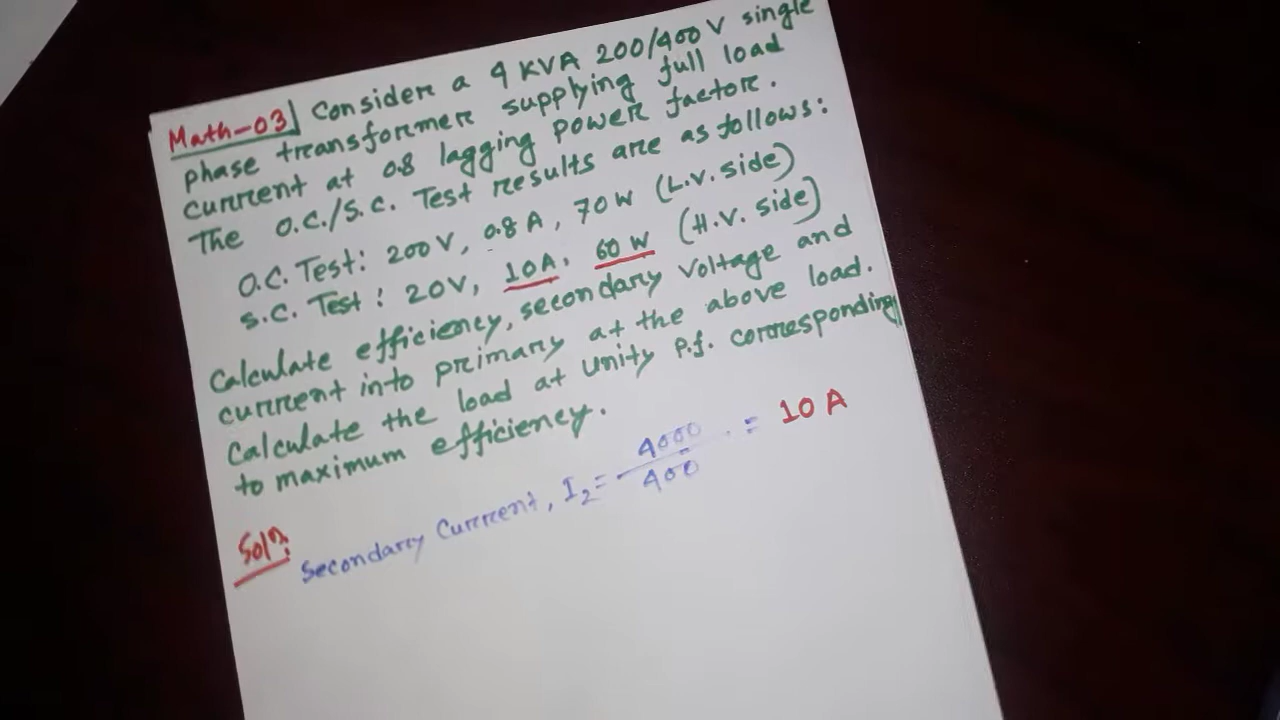 Math-03 Consider a 4 KVA 200/400 V single
phase transformer supplying full load
current at 0.8 lagging power factor.
The O.C./S.C. Test results are as follows:
O.C. Test: 200V, 0.8 A, 70 W (L.V. side)
S.C. Test: 20V, 10A, 60 W (H.V. side)
Calculate efficiency, secondary voltage and
current into primary at the above load.
Calculate the load at unity P.f. corresponding
to maximum efficiency.
Soln: Secondary Current, I2 = 4000/400 = 10 A